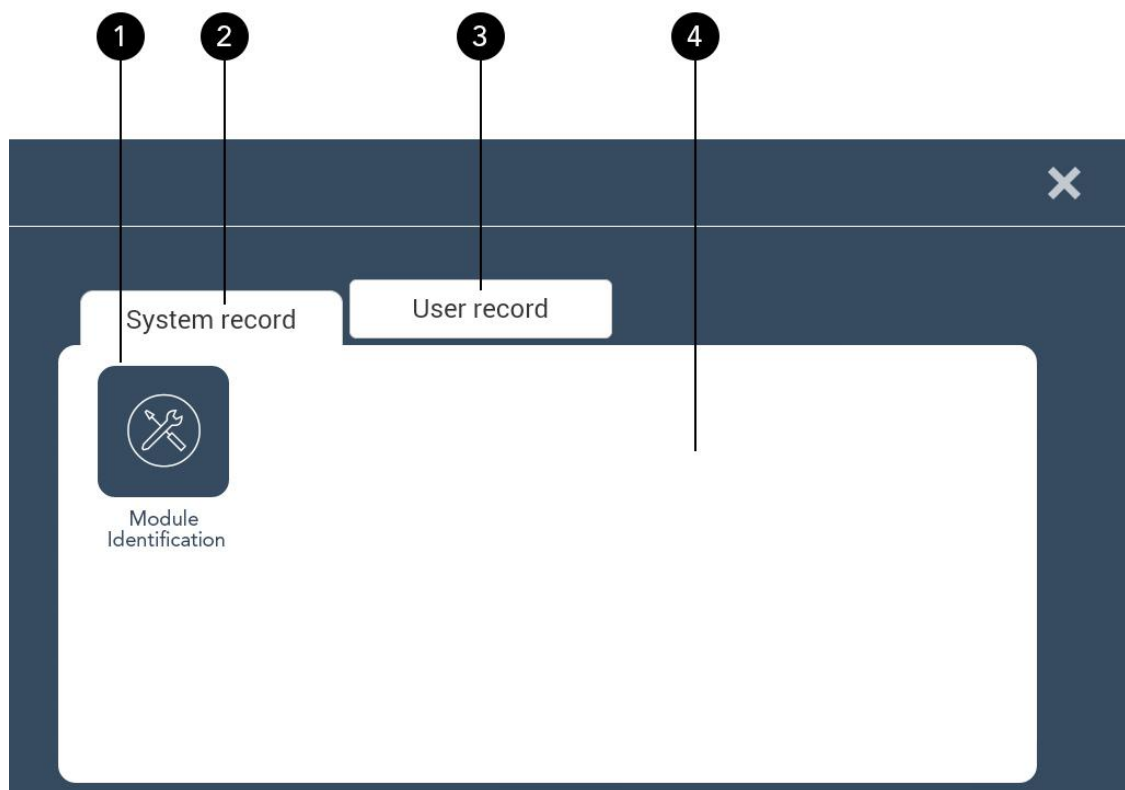 1 2 3 4
System record
User record
Module
Identification